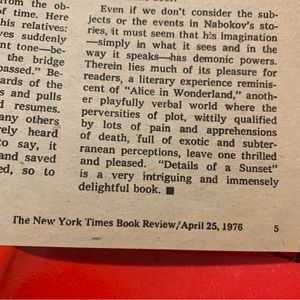 om the ob-
of time. Here
his relatives:
ves suddenly
ent tone—be-
the bridge
bassed." Be-
ards of the
s and pulls
d resumes.
any others
rely heard
to say, it
and saved
ed, so to
Even if we don't consider the sub-
jects or the events in Nabokov's sto-
ries, it must seem that his imagination
—simply in what it sees and in the
way it speaks—has demonic powers.
Therein lies much of its pleasure for
readers, a literary experience reminis-
cent of "Alice in Wonderland," anoth-
er playfully verbal world where the
perversities of plot, wittily qualified
by lots of pain and apprehensions
of death, full of exotic and subter-
ranean perceptions, leave one thrilled
and pleased. "Details of a Sunset"
is a very intriguing and immensely
delightful book. ■
The New York Times Book Review/April 25, 1976 5